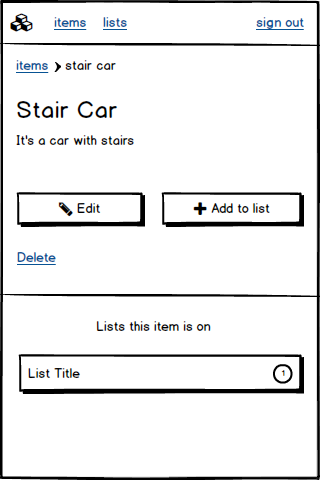 items lists sign out
items > stair car
Stair Car
It's a car with stairs
Edit Add to list
Delete
Lists this item is on
List Title 1